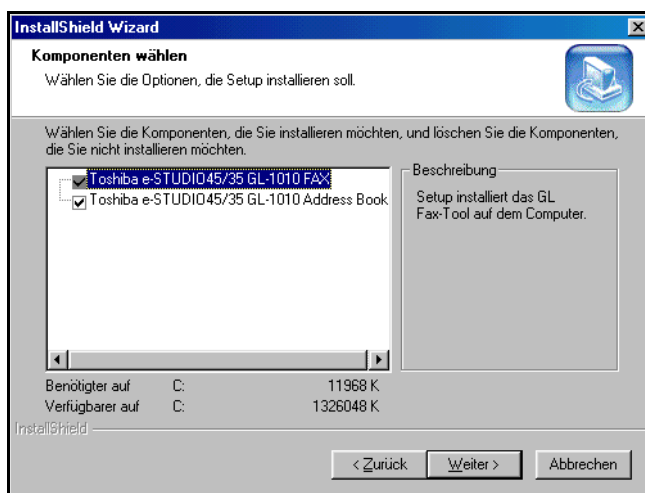 InstallShield Wizard
Komponenten wählen
Wählen Sie die Optionen, die Setup installieren soll.
Wählen Sie die Komponenten, die Sie installieren möchten, und löschen Sie die Komponenten,
die Sie nicht installieren möchten.
Toshiba e-STUDIO45/35 GL-1010 FAX
Toshiba e-STUDIO45/35 GL-1010 Address Book
Beschreibung
Setup installiert das GL
Fax-Tool auf dem Computer.
Benötigter auf C: 11968 K
Verfügbarer auf C: 1326048 K
InstallShield
< Zurück Weiter > Abbrechen